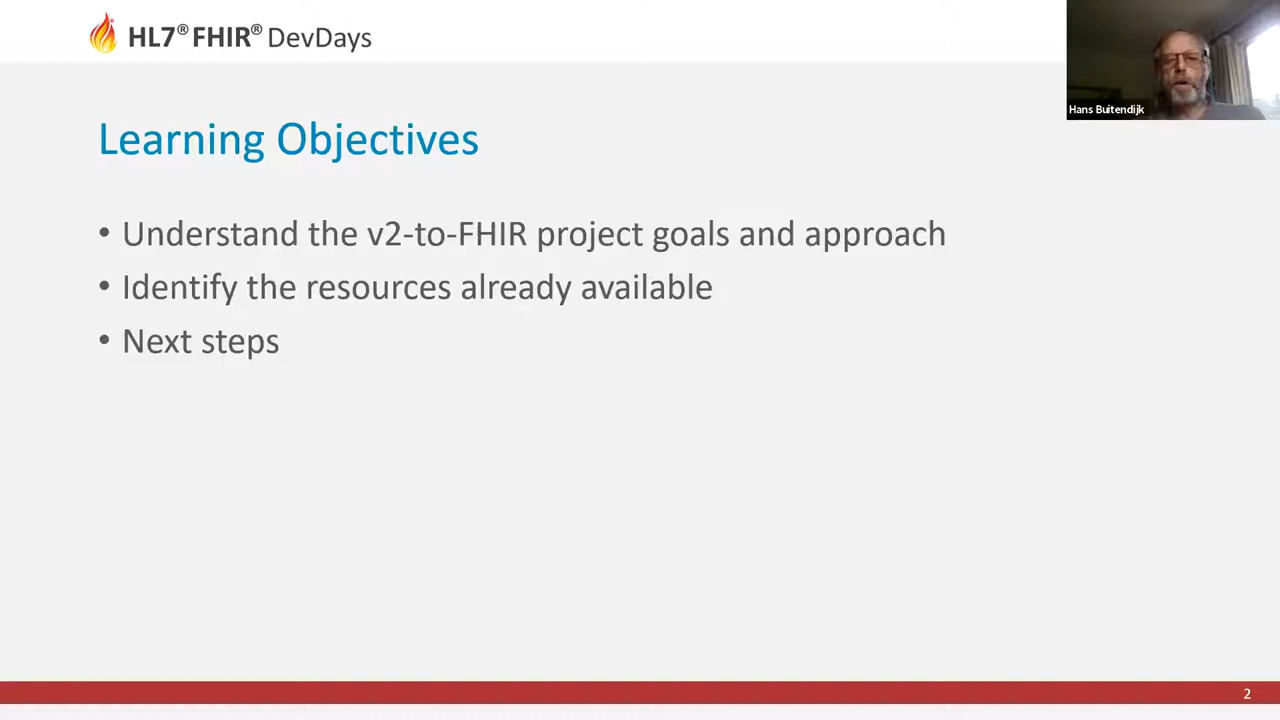 HL7® FHIR® DevDays
Hans Buitendijk
Learning Objectives
• Understand the v2-to-FHIR project goals and approach
• Identify the resources already available
• Next steps
2